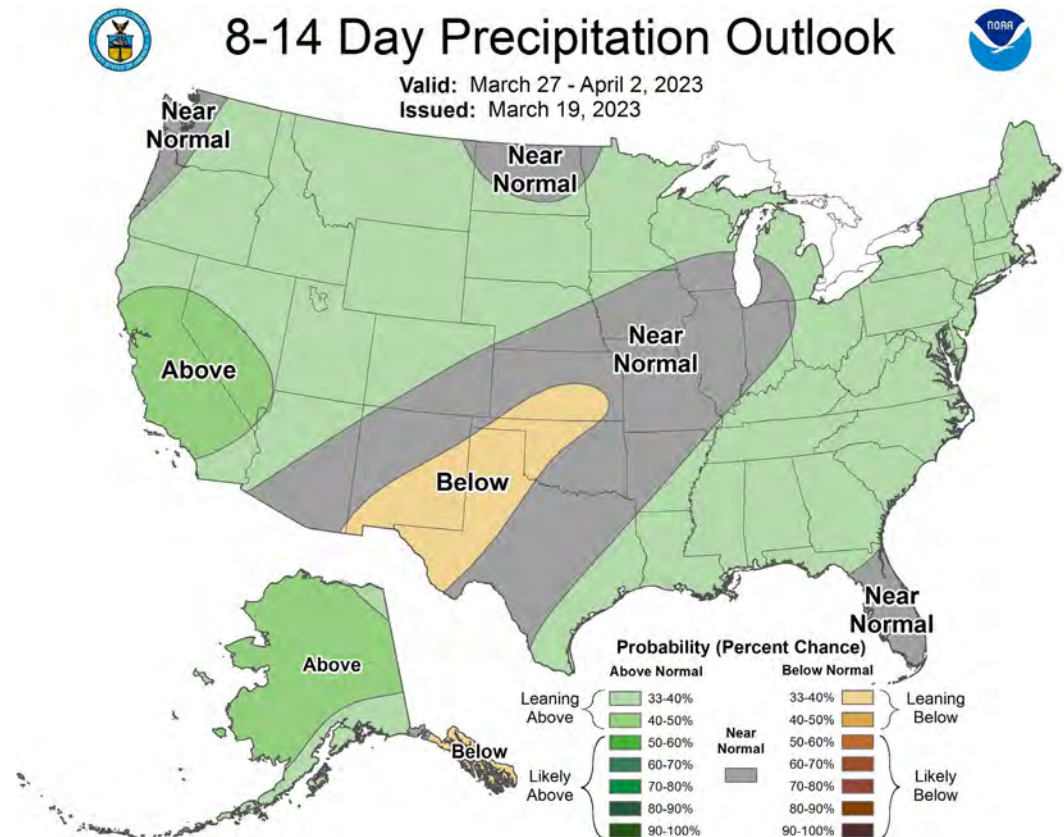 8-14 Day Precipitation Outlook
NOAA
Valid: March 27 - April 2, 2023
Issued: March 19, 2023
Near
Normal
Near
Normal
Near
Normal
Above
Below
Near
Normal
Above
Below
Probability (Percent Chance)
Above Normal
Below Normal
Leaning
Above
33-40%
40-50%
Likely
Above
50-60%
60-70%
70-80%
80-90%
90-100%
Near
Normal
33-40%
40-50%
Leaning
Below
50-60%
60-70%
70-80%
80-90%
90-100%
Likely
Below